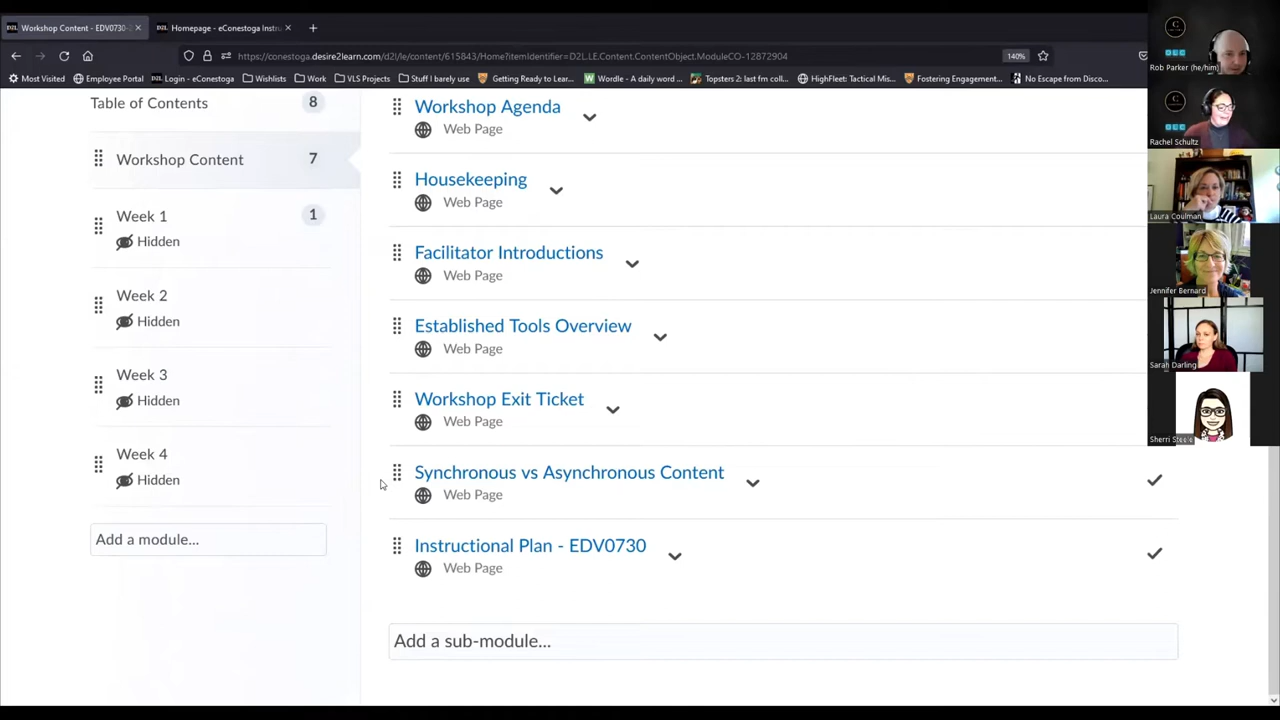 Workshop Content - EDV0730-2
Homepage - eConestoga Instru
https://conestoga.desire2learn.com/d2l/le/content/615843/Home?itemIdentifier=D2L.LE.Content.ContentObject.ModuleCO-12872904
140%
Most Visited
Employee Portal
D2L Login - eConestoga
Wishlists
Work
VLS Projects
Stuff I barely use
Getting Ready to Lear...
Wordle - A daily word ...
Topsters 2: last fm coll...
HighFleet: Tactical Mis...
Fostering Engagement...
No Escape from Disco...
Table of Contents
8
Workshop Content
7
Week 1
1
Hidden
Week 2
Hidden
Week 3
Hidden
Week 4
Hidden
Add a module...
Workshop Agenda
Web Page
Housekeeping
Web Page
Facilitator Introductions
Web Page
Established Tools Overview
Web Page
Workshop Exit Ticket
Web Page
Synchronous vs Asynchronous Content
Web Page
Instructional Plan - EDV0730
Web Page
Add a sub-module...
Rob Parker (he/him)
Rachel Schultz
Laura Coulman
Jennifer Bernard
Sarah Darling
Sherri Steele